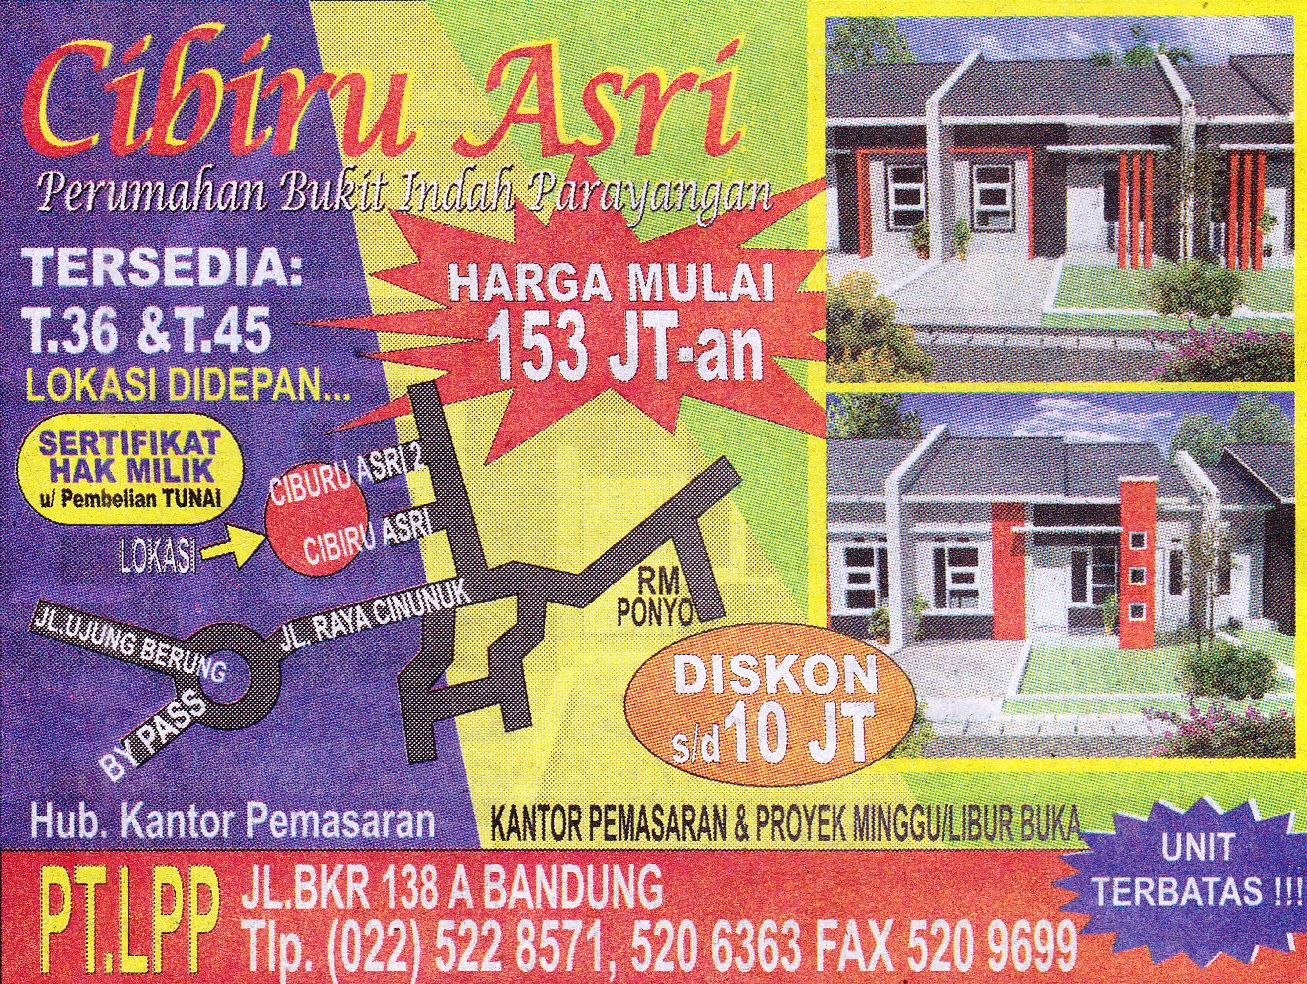 Cibiru Asri
Perumahan Bukit Indah Parayangan
TERSEDIA:
T.36 &T.45
LOKASI DIDEPAN...
HARGA MULAI
153 JT-an
SERTIFIKAT
HAK MILIK
u/ Pembelian TUNAI
LOKASI
CIBURU ASRI 2
CIBIRU ASRI
JL.UJUNG BERUNG
BY PASS
JL. RAYA CINUNUK
RM
PONYO
DISKON
s/d 10 JT
Hub. Kantor Pemasaran
KANTOR PEMASARAN & PROYEK MINGGU/LIBUR BUKA
UNIT
TERBATAS !!!
PT.LPP
JL.BKR 138 A BANDUNG
Tlp. (022) 522 8571, 520 6363 FAX 520 9699